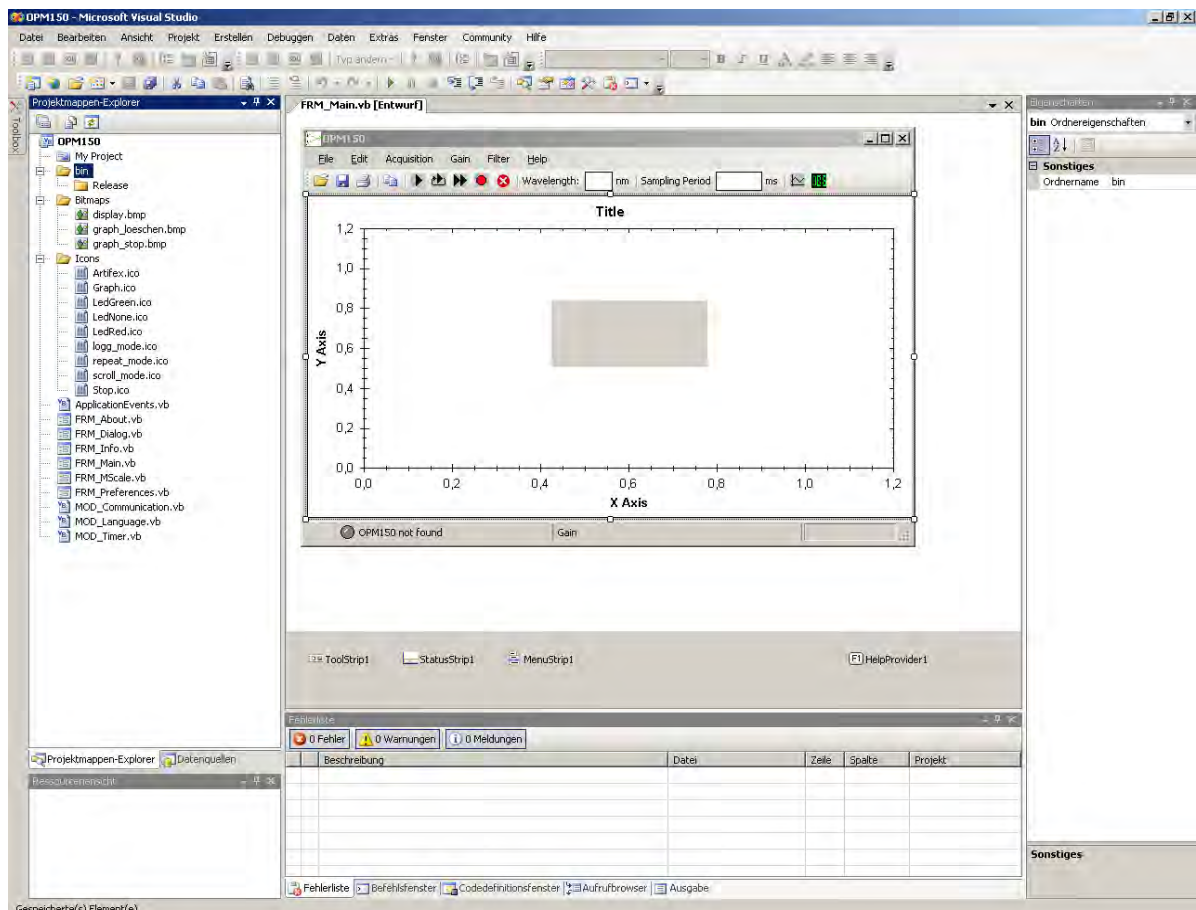 OPM150 - Microsoft Visual Studio
Datei Bearbeiten Ansicht Projekt Erstellen Debuggen Daten Extras Fenster Community Hilfe
Typ ändern
B I U A
Projektmappen-Explorer
Toolbox
OPM150
My Project
bin
Release
Bitmaps
display.bmp
graph_loeschen.bmp
graph_stop.bmp
Icons
Artifex.ico
Graph.ico
LedGreen.ico
LedNone.ico
LedRed.ico
logg_mode.ico
repeat_mode.ico
scroll_mode.ico
Stop.ico
ApplicationEvents.vb
FRM_About.vb
FRM_Dialog.vb
FRM_Info.vb
FRM_Main.vb
FRM_MScale.vb
FRM_Preferences.vb
MOD_Communication.vb
MOD_Language.vb
MOD_Timer.vb
Projektmappen-Explorer Datenquellen
Ressourcenansicht
FRM_Main.vb [Entwurf]
OPM150
File Edit Acquisition Gain Filter Help
Wavelength: nm Sampling Period ms
Title
Y Axis
1,2
1,0
0,8
0,6
0,4
0,2
0,0
0,0 0,2 0,4 0,6 0,8 1,0 1,2
X Axis
OPM150 not found Gain
ToolStrip1 StatusStrip1 MenuStrip1 HelpProvider1
Fehlerliste
0 Fehler 0 Warnungen 0 Meldungen
Beschreibung Datei Zeile Spalte Projekt
Fehlerliste Befehlsfenster Codedefinitionsfenster Aufrufbrowser Ausgabe
Eigenschaften
bin Ordnereigenschaften
Sonstiges
Ordnername bin
Sonstiges
Gespeicherte(s) Element(e)